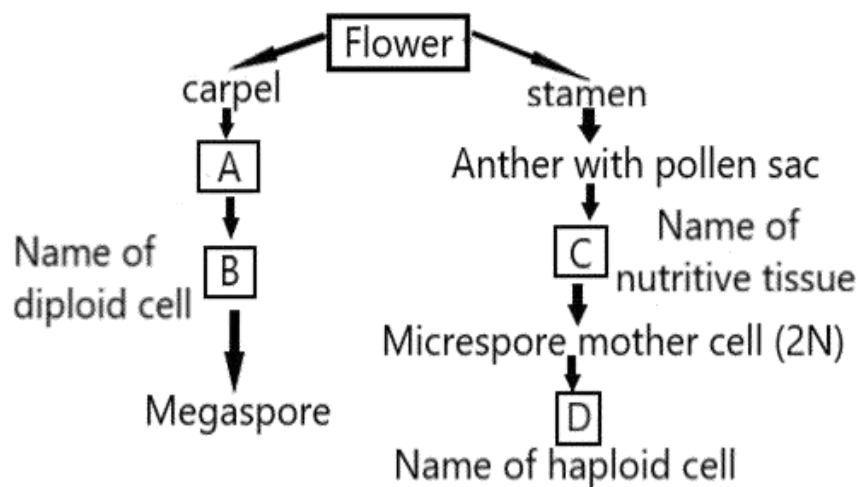 Flower
carpel
stamen
A
Anther with pollen sac
Name of
diploid cell
B
C
Name of
nutritive tissue
Micrespore mother cell (2N)
Megaspore
D
Name of haploid cell